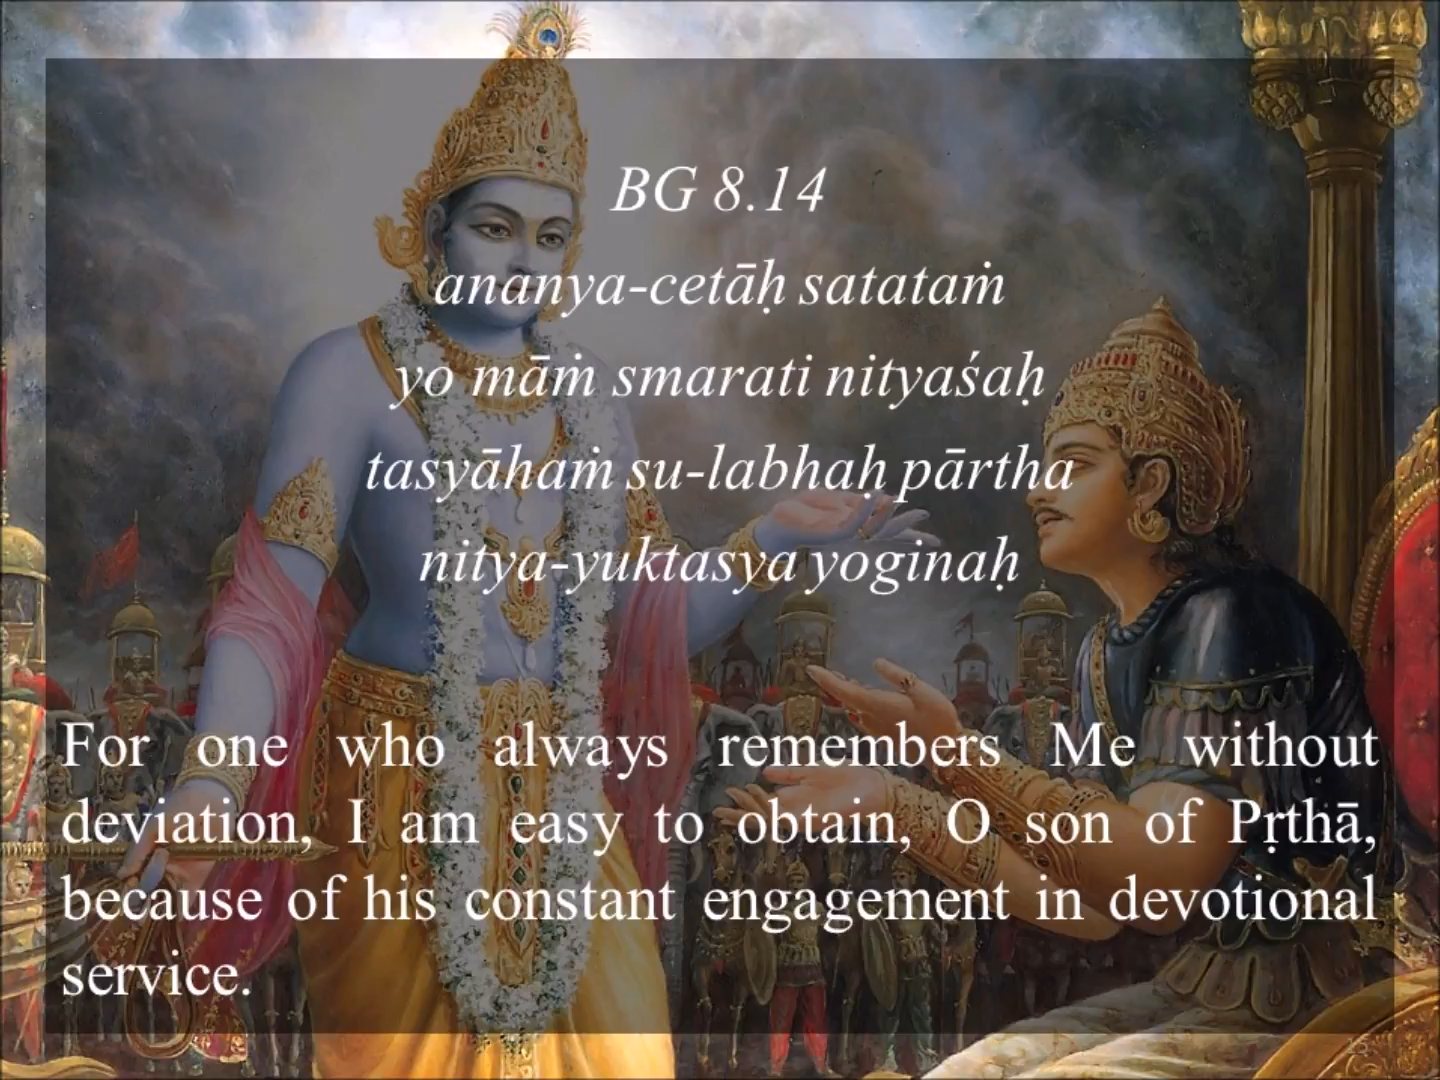 BG 8.14
ananya-cetāḥ satataṁ
yo māṁ smarati nityaśaḥ
tasyāhaṁ su-labhaḥ pārtha
nitya-yuktasya yoginaḥ
For one who always remembers Me without
deviation, I am easy to obtain, O son of Pṛthā,
because of his constant engagement in devotional
service.